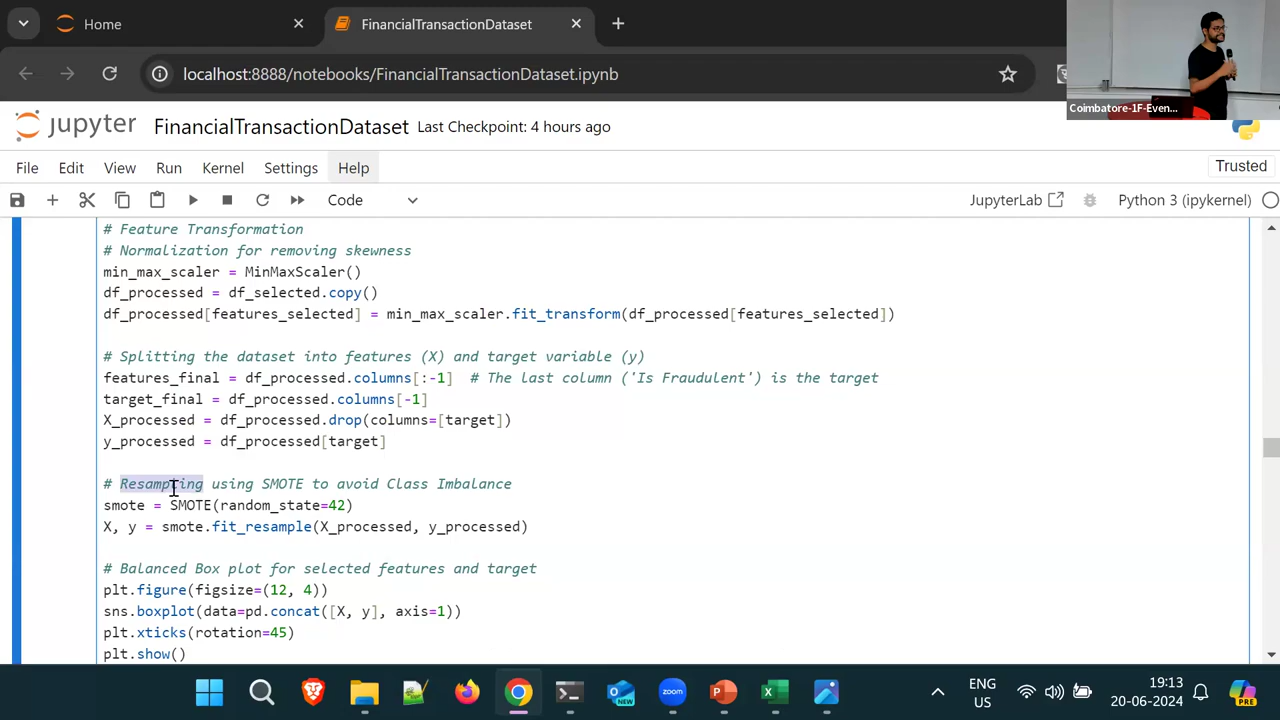 Home
FinancialTransactionDataset
localhost:8888/notebooks/FinancialTransactionDataset.ipynb
Coimbatore-1F-Even...
jupyter FinancialTransactionDataset Last Checkpoint: 4 hours ago
File Edit View Run Kernel Settings Help Trusted
Code JupyterLab Python 3 (ipykernel)
# Feature Transformation
# Normalization for removing skewness
min_max_scaler = MinMaxScaler()
df_processed = df_selected.copy()
df_processed[features_selected] = min_max_scaler.fit_transform(df_processed[features_selected])
# Splitting the dataset into features (X) and target variable (y)
features_final = df_processed.columns[:-1]  # The last column ('Is Fraudulent') is the target
target_final = df_processed.columns[-1]
X_processed = df_processed.drop(columns=[target])
y_processed = df_processed[target]
# Resampling using SMOTE to avoid Class Imbalance
smote = SMOTE(random_state=42)
X, y = smote.fit_resample(X_processed, y_processed)
# Balanced Box plot for selected features and target
plt.figure(figsize=(12, 4))
sns.boxplot(data=pd.concat([X, y], axis=1))
plt.xticks(rotation=45)
plt.show()
zoom
NEW
ENG
US
19:13
20-06-2024
PRE